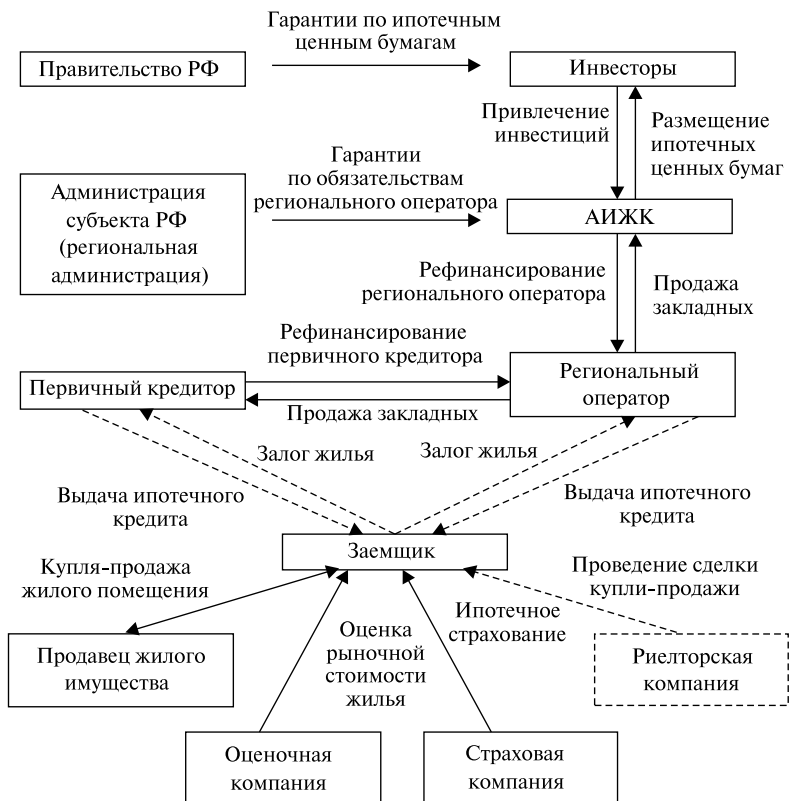 Гарантии по ипотечным
ценным бумагам
Правительство РФ
Инвесторы
Привлечение
инвестиций
Размещение
ипотечных
ценных бумаг
Администрация
субъекта РФ
(региональная
администрация)
Гарантии
по обязательствам
регионального оператора
АИЖК
Рефинансирование
регионального оператора
Продажа
закладных
Рефинансирование
первичного кредитора
Первичный кредитор
Региональный
оператор
Продажа закладных
Залог жилья
Залог жилья
Выдача ипотечного
кредита
Выдача ипотечного
кредита
Заемщик
Купля-продажа
жилого помещения
Проведение сделки
купли-продажи
Оценка
рыночной
стоимости
жилья
Ипотечное
страхование
Продавец жилого
имущества
Риелторская
компания
Оценочная
компания
Страховая
компания